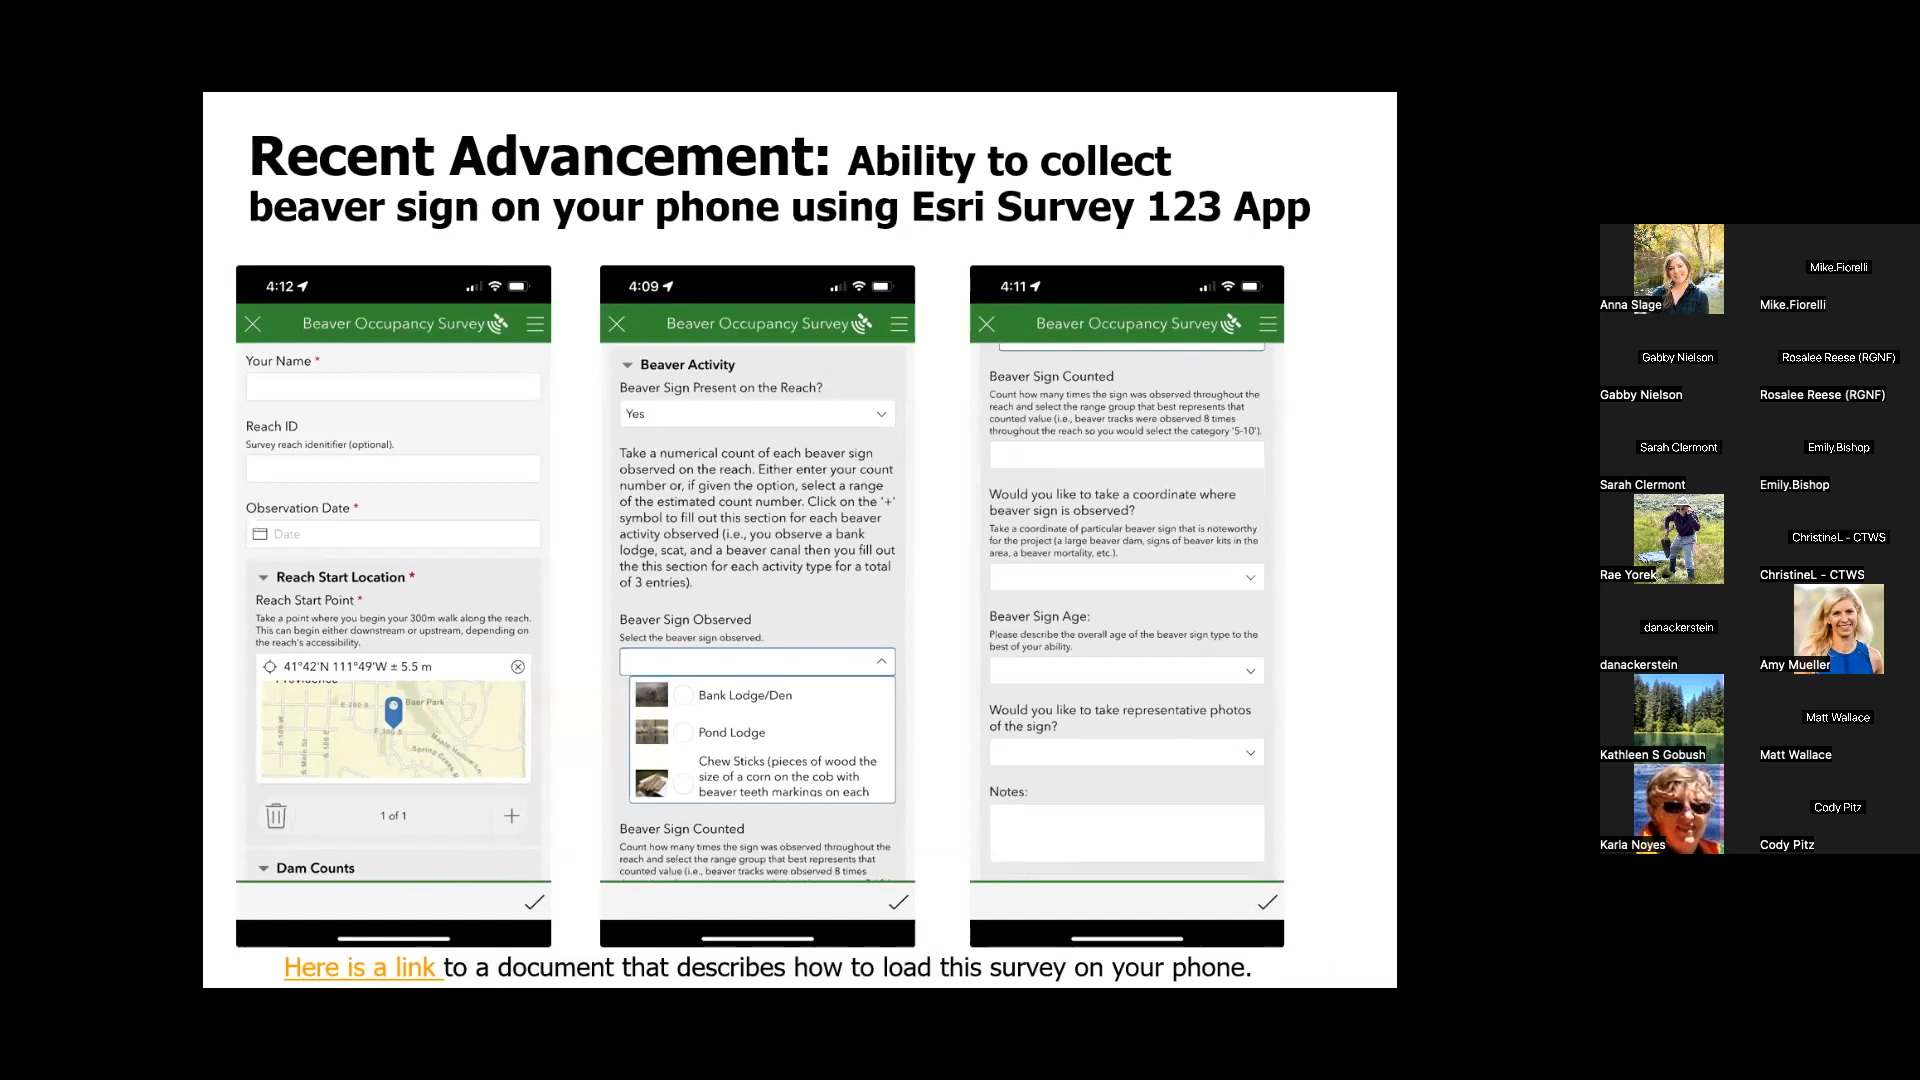 Recent Advancement: Ability to collect
beaver sign on your phone using Esri Survey 123 App
4:12
Beaver Occupancy Survey
Your Name *
Reach ID
Survey reach idenitifier (optional).
Observation Date *
Date
Reach Start Location *
Reach Start Point *
Take a point where you begin your 300m walk along the reach.
This can begin either downstream or upstream, depending on
the reach's accessibility.
41°42'N 111°49'W ± 5.5 m
Providence
Baer Park
E 200 S
E 300 S
1 of 1
Dam Counts
4:09
Beaver Occupancy Survey
Beaver Activity
Beaver Sign Present on the Reach?
Yes
Take a numerical count of each beaver sign
observed on the reach. Either enter your count
number or, if given the option, select a range
of the estimated count number. Click on the '+'
symbol to fill out this section for each beaver
activity observed (i.e., you observe a bank
lodge, scat, and a beaver canal then you fill out
the this section for each activity type for a total
of 3 entries).
Beaver Sign Observed
Select the beaver sign observed.
Bank Lodge/Den
Pond Lodge
Chew Sticks (pieces of wood the
size of a corn on the cob with
beaver teeth markings on each
Beaver Sign Counted
Count how many times the sign was observed throughout the
reach and select the range group that best represents that
counted value (i.e., beaver tracks were observed 8 times
4:11
Beaver Occupancy Survey
Beaver Sign Counted
Count how many times the sign was observed throughout the
reach and select the range group that best represents that
counted value (i.e., beaver tracks were observed 8 times
throughout the reach so you would select the category '5-10').
Would you like to take a coordinate where
beaver sign is observed?
Take a coordinate of particular beaver sign that is noteworthy
for the project (a large beaver dam, signs of beaver kits in the
area, a beaver mortality, etc.).
Beaver Sign Age:
Please describe the overall age of the beaver sign type to the
best of your ability.
Would you like to take representative photos
of the sign?
Notes:
Here is a link to a document that describes how to load this survey on your phone.
Anna Slage
Mike.Fiorelli
Mike.Fiorelli
Gabby Nielson
Gabby Nielson
Rosalee Reese (RGNF)
Rosalee Reese (RGNF)
Sarah Clermont
Sarah Clermont
Emily.Bishop
Emily.Bishop
Rae Yorek
ChristineL - CTWS
ChristineL - CTWS
danackerstein
danackerstein
Amy Mueller
Kathleen S Gobush
Matt Wallace
Matt Wallace
Karla Noyes
Cody Pitz
Cody Pitz